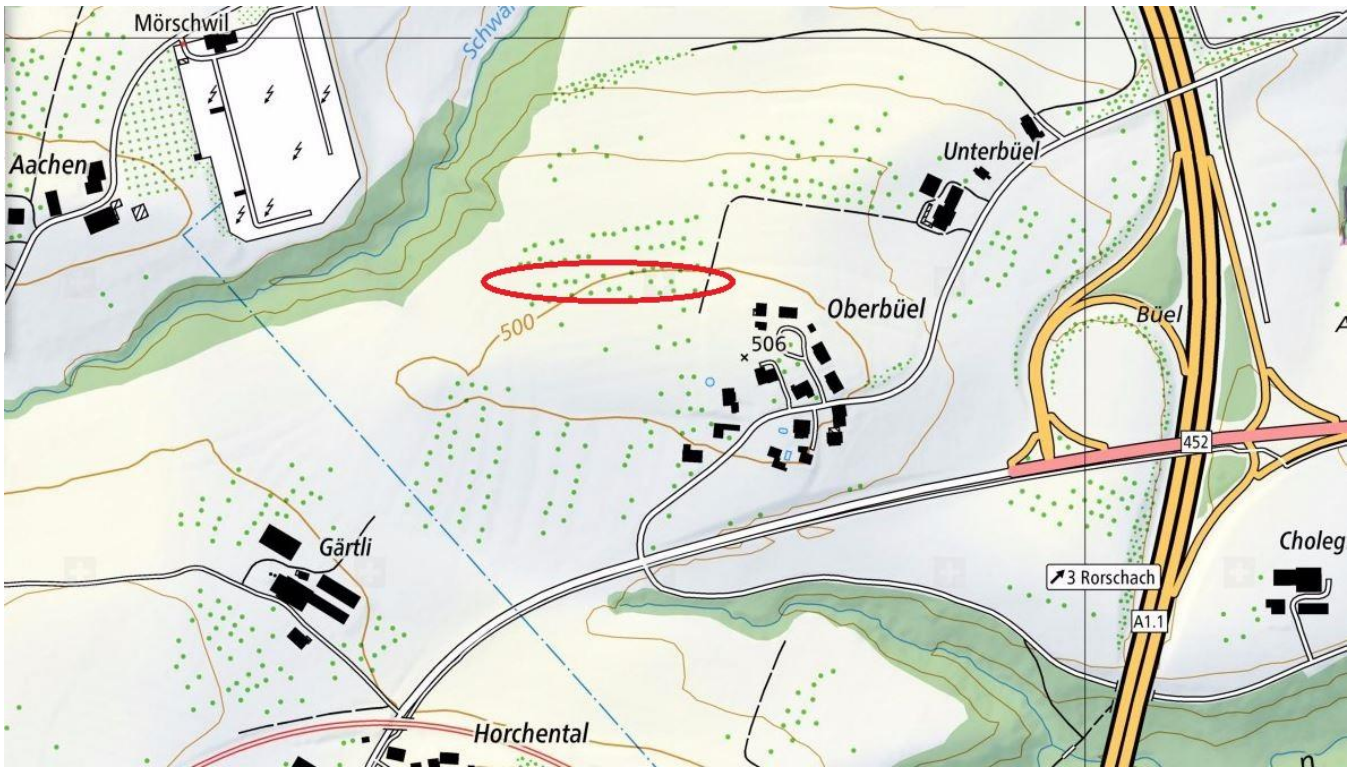 Mörschwil
Aachen
Unterbüel
Oberbüel
Büel
500
506
452
Gärtli
3 Rorschach
A1.1
Horchental